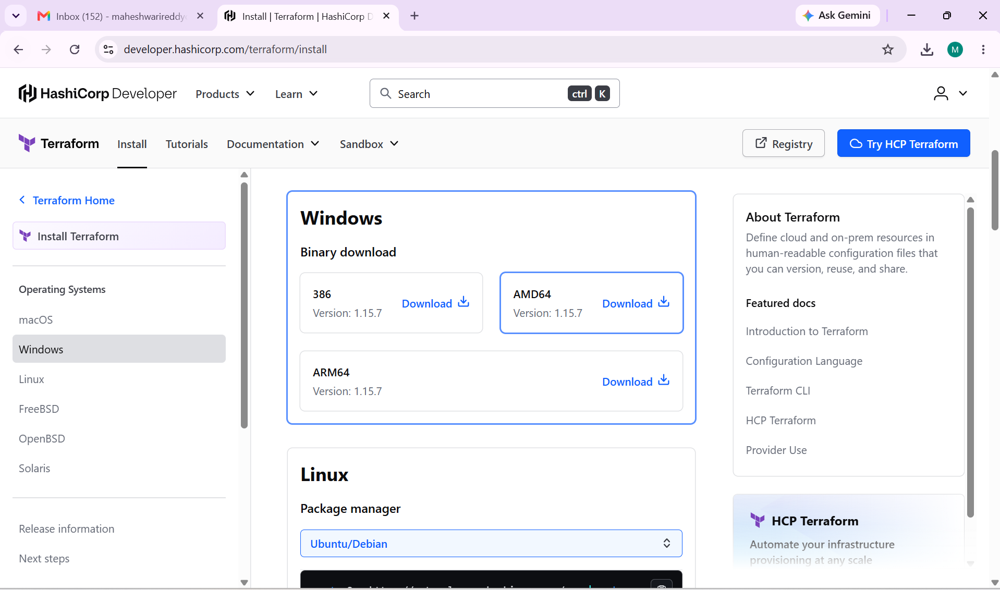 Inbox (152) - maheshwarireddy
Install | Terraform | HashiCorp D
Ask Gemini
developer.hashicorp.com/terraform/install
M
HashiCorp Developer
Products
Learn
Search
ctrl
K
Terraform
Install
Tutorials
Documentation
Sandbox
Registry
Try HCP Terraform
Terraform Home
Install Terraform
Operating Systems
macOS
Windows
Linux
FreeBSD
OpenBSD
Solaris
Release information
Next steps
Windows
Binary download
386
Version: 1.15.7
Download
AMD64
Version: 1.15.7
Download
ARM64
Version: 1.15.7
Download
Linux
Package manager
Ubuntu/Debian
About Terraform
Define cloud and on-prem resources in
human-readable configuration files that
you can version, reuse, and share.
Featured docs
Introduction to Terraform
Configuration Language
Terraform CLI
HCP Terraform
Provider Use
HCP Terraform
Automate your infrastructure
provisioning at any scale